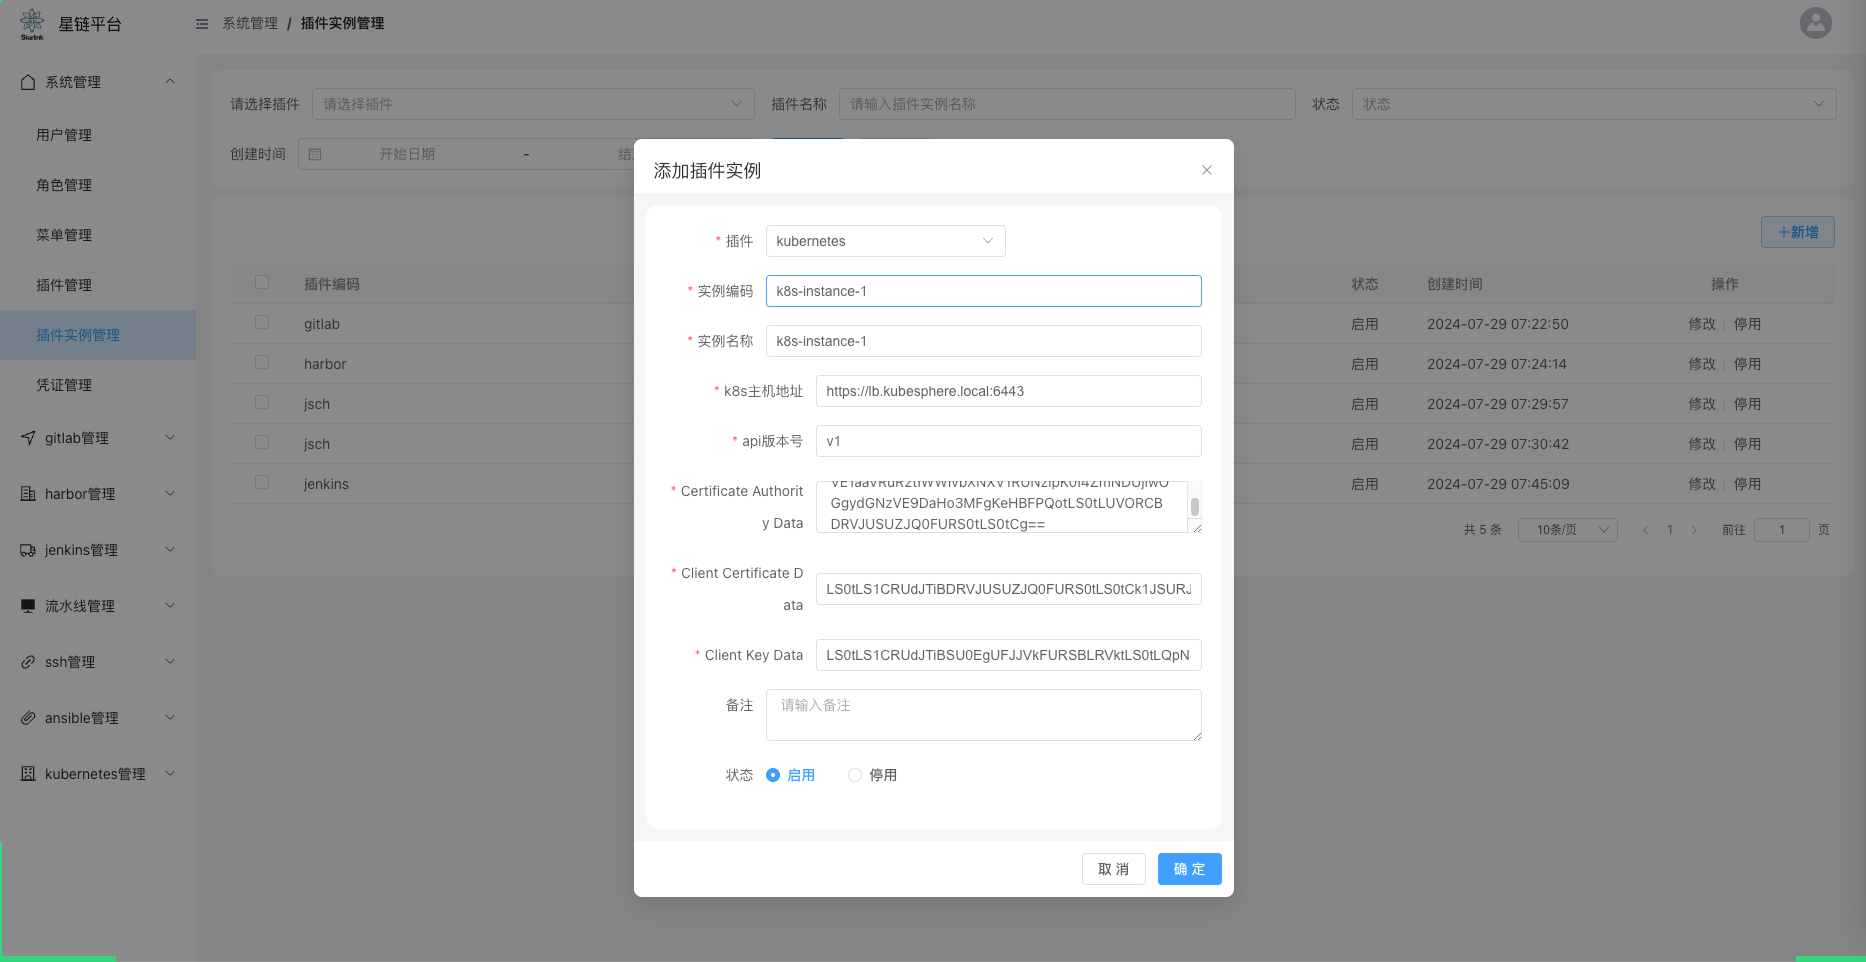 Starlink
星链平台
系统管理 / 插件实例管理
系统管理
用户管理
角色管理
菜单管理
插件管理
插件实例管理
凭证管理
gitlab管理
harbor管理
jenkins管理
流水线管理
ssh管理
ansible管理
kubernetes管理
请选择插件 请选择插件 插件名称 请输入插件实例名称 状态 状态
创建时间 开始日期 -
+新增
插件编码 状态 创建时间 操作
gitlab 启用 2024-07-29 07:22:50 修改 | 停用
harbor 启用 2024-07-29 07:24:14 修改 | 停用
jsch 启用 2024-07-29 07:29:57 修改 | 停用
jsch 启用 2024-07-29 07:30:42 修改 | 停用
jenkins 启用 2024-07-29 07:45:09 修改 | 停用
共 5 条 10条/页 < 1 > 前往 1 页
添加插件实例
* 插件 kubernetes
* 实例编码 k8s-instance-1
* 实例名称 k8s-instance-1
* k8s主机地址 https://lb.kubesphere.local:6443
* api版本号 v1
* Certificate Authorit
y Data
GgydGNzVE9DaHo3MFgKeHBFPQotLS0tLUVORCB
DRVJUSUZJQ0FURS0tLS0tCg==
* Client Certificate D
ata
LS0tLS1CRUdJTiBDRVJUSUZJQ0FURS0tLS0tCk1JSURJ
* Client Key Data LS0tLS1CRUdJTiBSU0EgUFJJVkFURSBLRVktLS0tLQpN
备注 请输入备注
状态 启用 停用
取 消 确 定